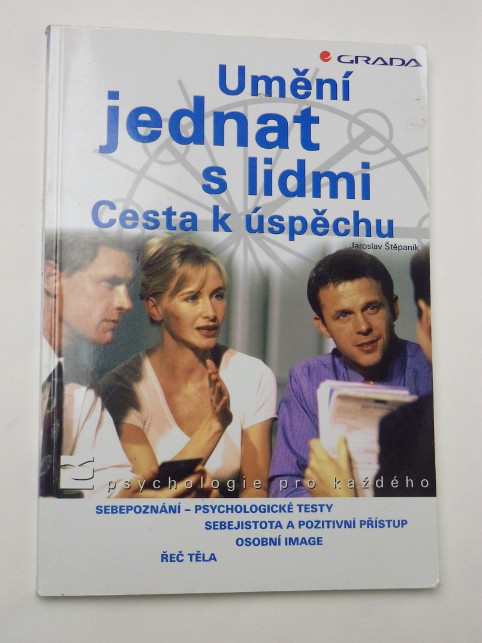 GRADA
Umění
jednat
s lidmi
Cesta k úspěchu
Jaroslav Štěpaník
psychologie pro každého
SEBEPOZNÁNÍ – PSYCHOLOGICKÉ TESTY
SEBEJISTOTA A POZITIVNÍ PŘÍSTUP
OSOBNÍ IMAGE
ŘEČ TĚLA